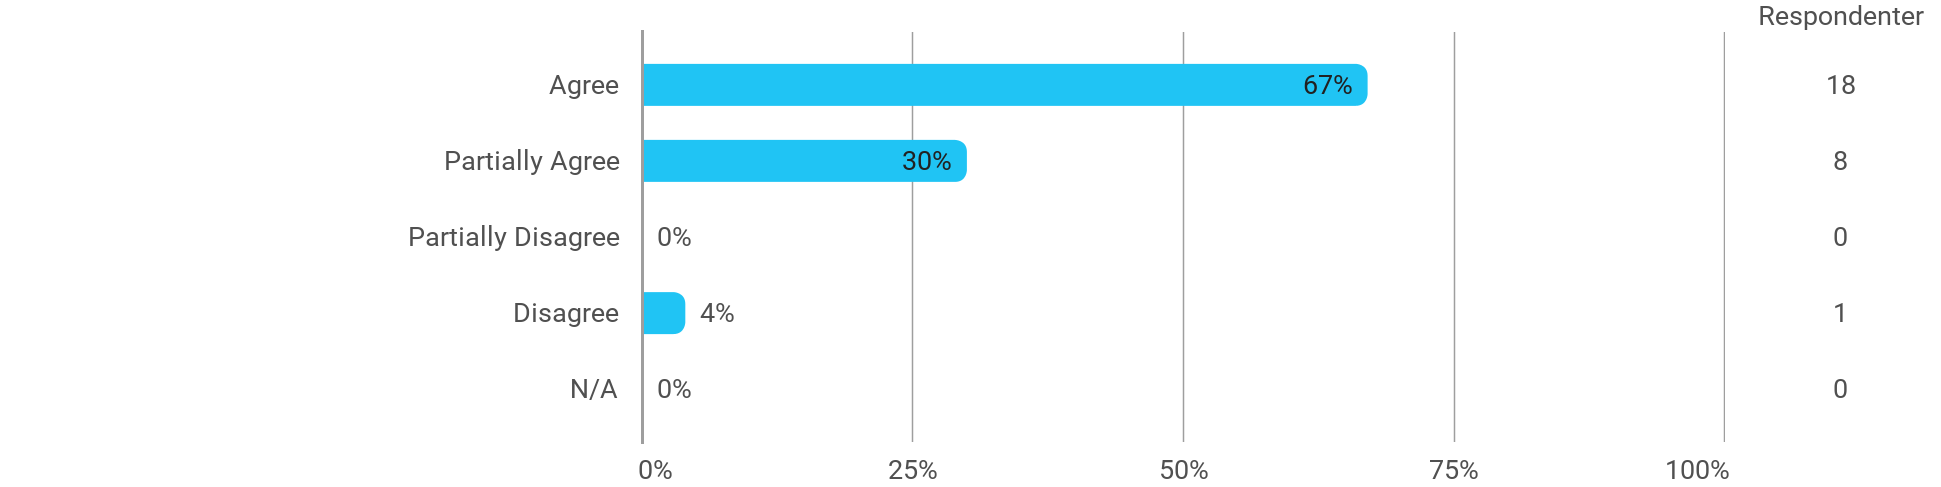 Respondenter
Agree 67% 18
Partially Agree 30% 8
Partially Disagree 0% 0
Disagree 4% 1
N/A 0% 0
0% 25% 50% 75% 100%